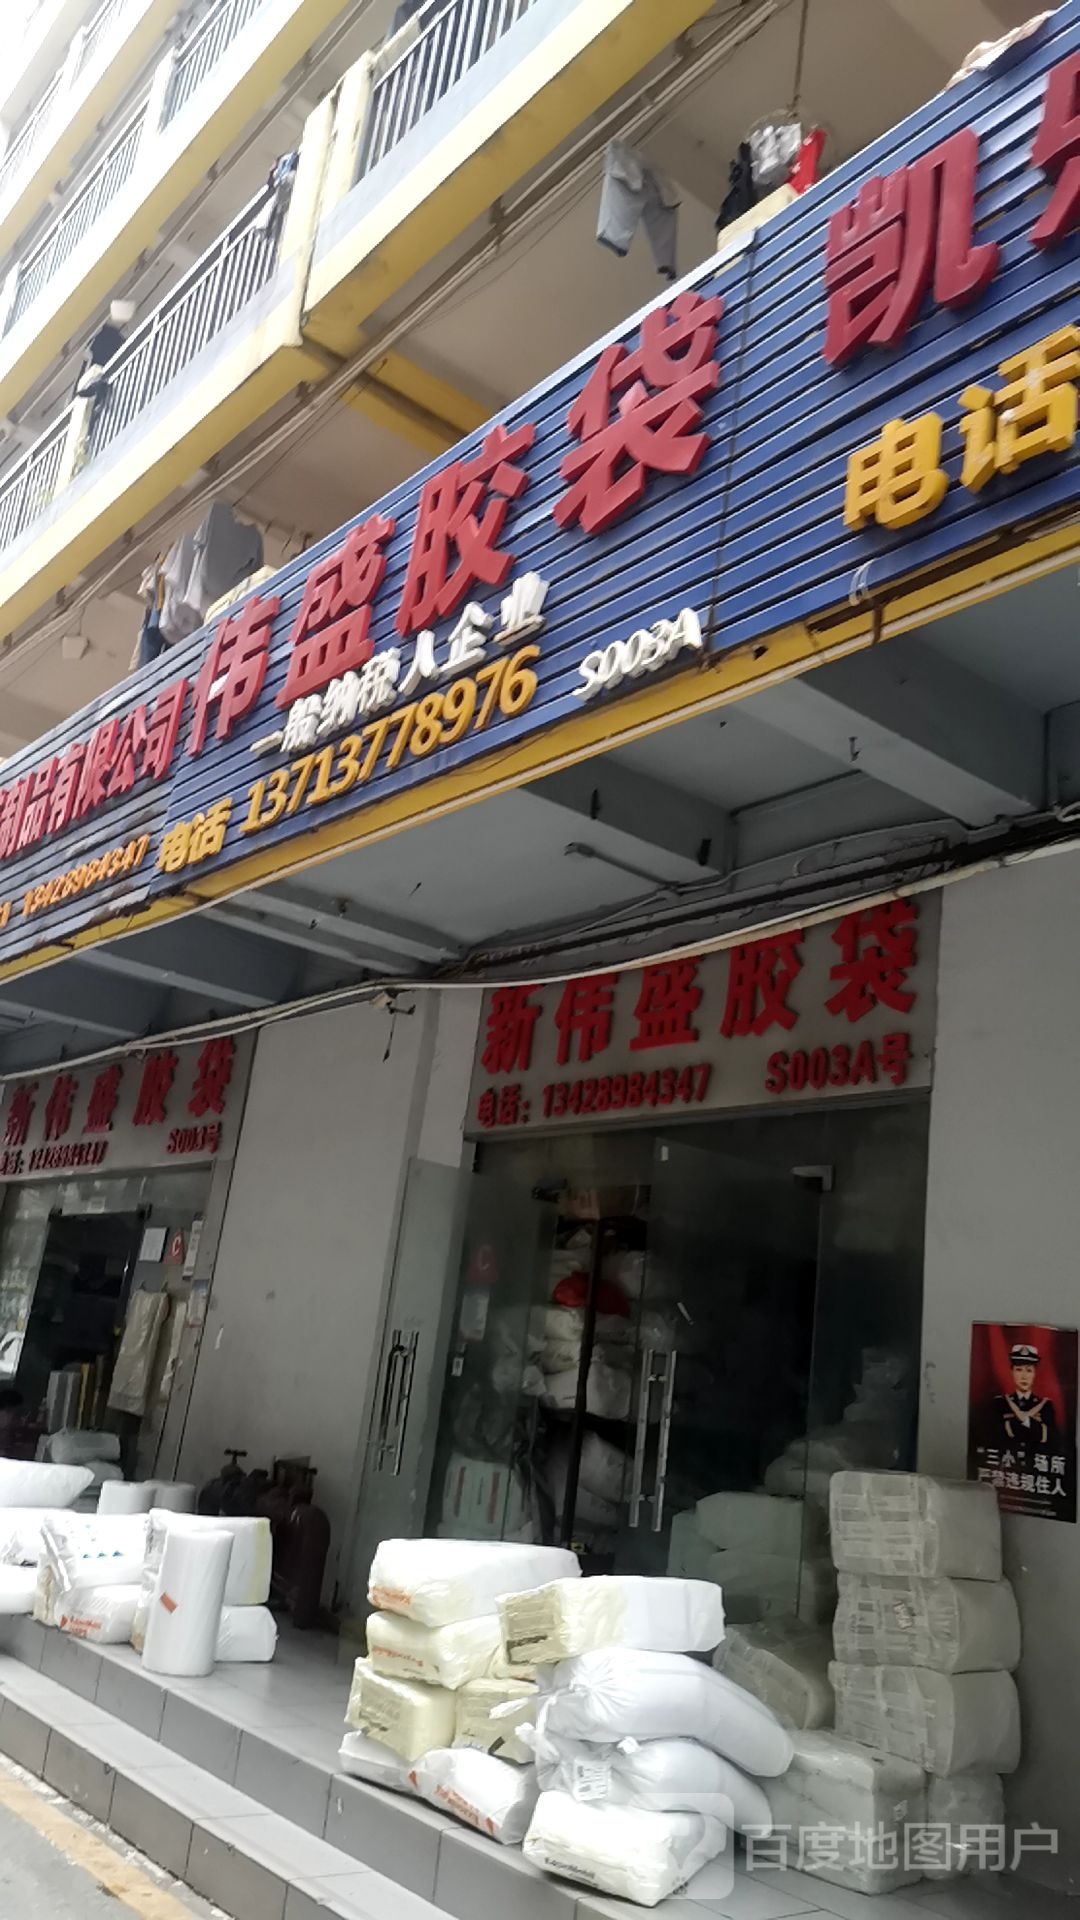 制品有限公司
13428984347
伟盛胶袋
一般纳税人企业
电话 13713778976
S003A
凯
电话
新伟盛胶袋
电话：13428984347 S003号
新伟盛胶袋
电话：13428984347 S003A号
"三小"场所
严禁违规住人
百度地图用户